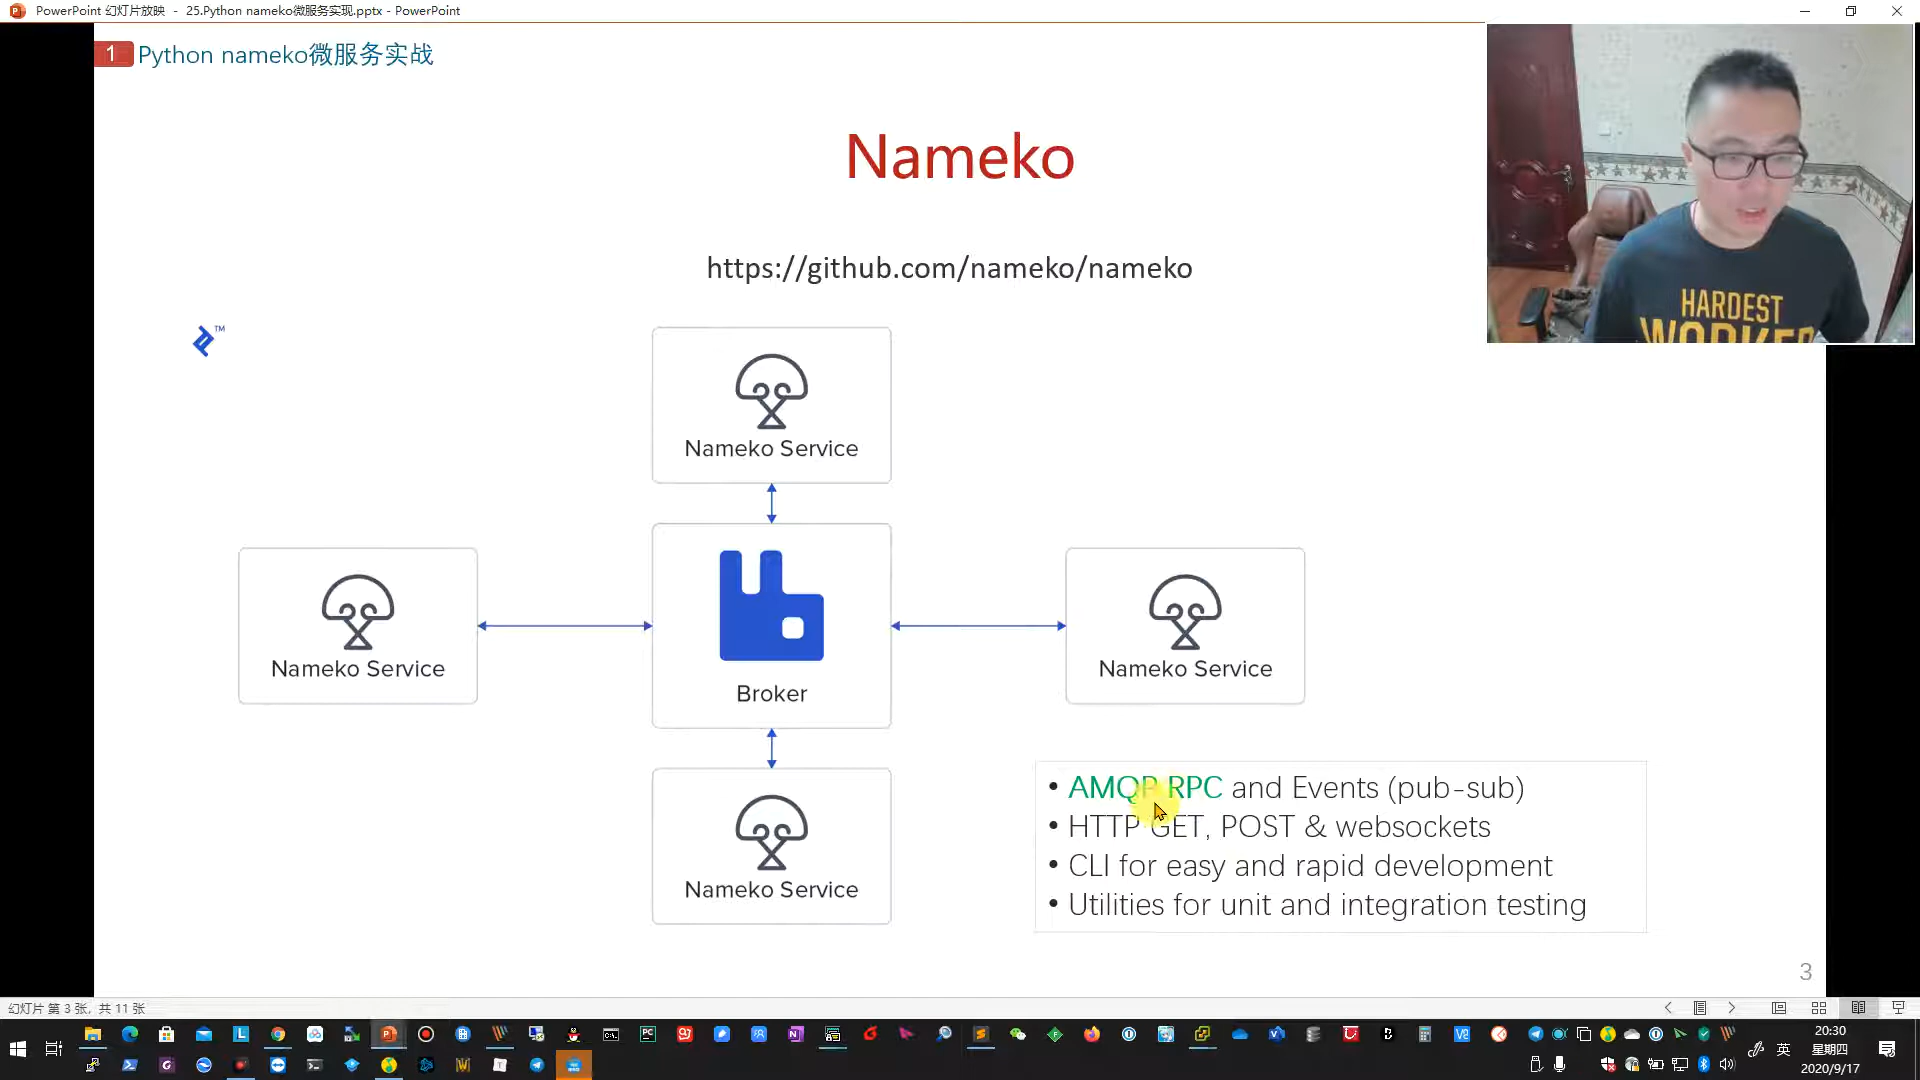 PowerPoint 幻灯片放映 - 25.Python nameko微服务实现.pptx - PowerPoint
1 Python nameko微服务实战
Nameko
https://github.com/nameko/nameko
HARDEST
WORKER
TM
Nameko Service
Nameko Service
Broker
Nameko Service
Nameko Service
• AMQP RPC and Events (pub-sub)
• HTTP GET, POST & websockets
• CLI for easy and rapid development
• Utilities for unit and integration testing
3
幻灯片 第 3 张, 共 11 张
20:30
英 星期四
2020/9/17